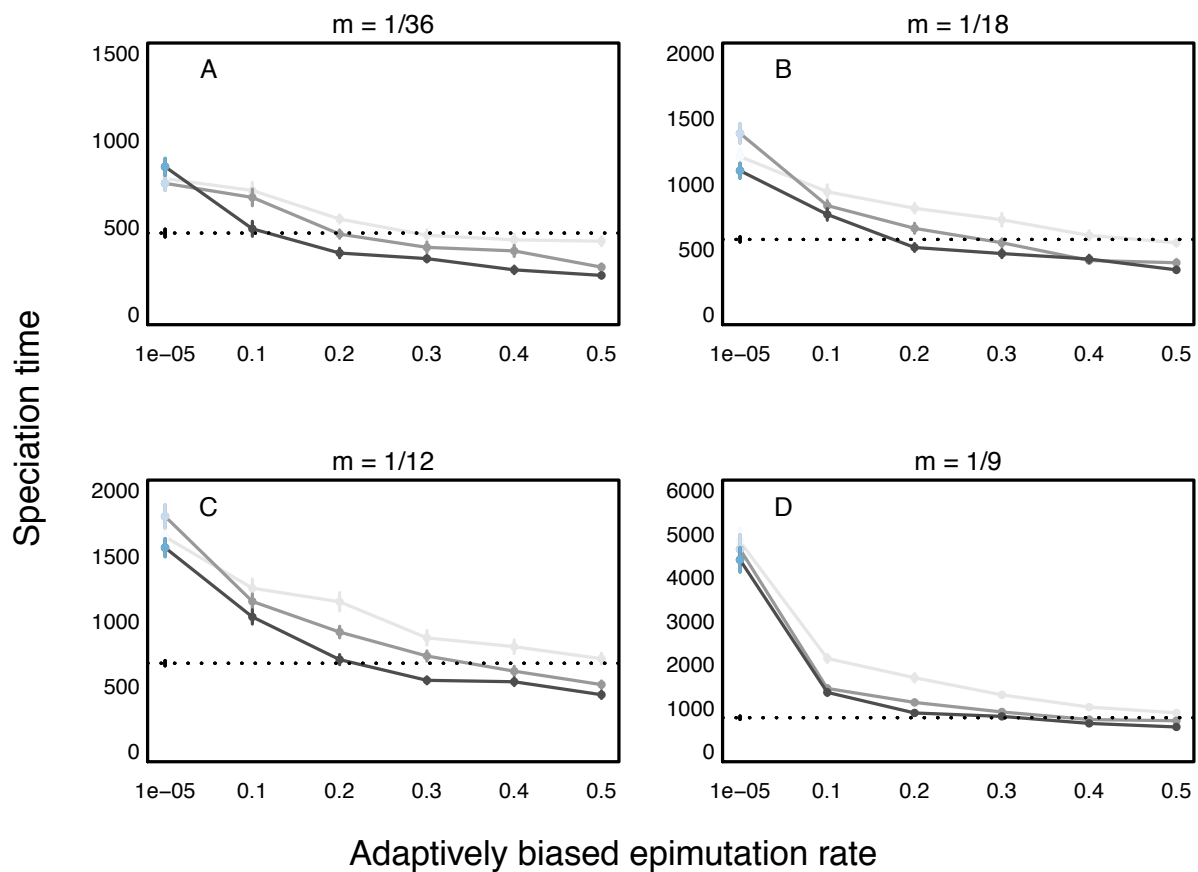 m = 1/36
1500
1000
500
0
A
1e−05 0.1 0.2 0.3 0.4 0.5
m = 1/18
2000
1500
1000
500
0
B
1e−05 0.1 0.2 0.3 0.4 0.5
m = 1/12
2000
1500
1000
500
0
C
1e−05 0.1 0.2 0.3 0.4 0.5
m = 1/9
6000
5000
4000
3000
2000
1000
0
D
1e−05 0.1 0.2 0.3 0.4 0.5
Speciation time
Adaptively biased epimutation rate